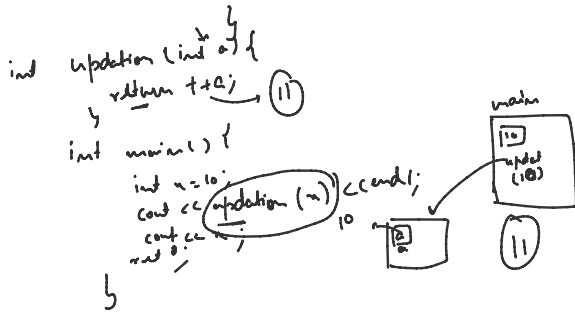 }
int updation (int a) {
return ++a; 11
}
int main() {
int x = 10;
cout << updation (x) << endl;
cout << x;
ret 0;
}
10
main
10
updat
(10)
a
11